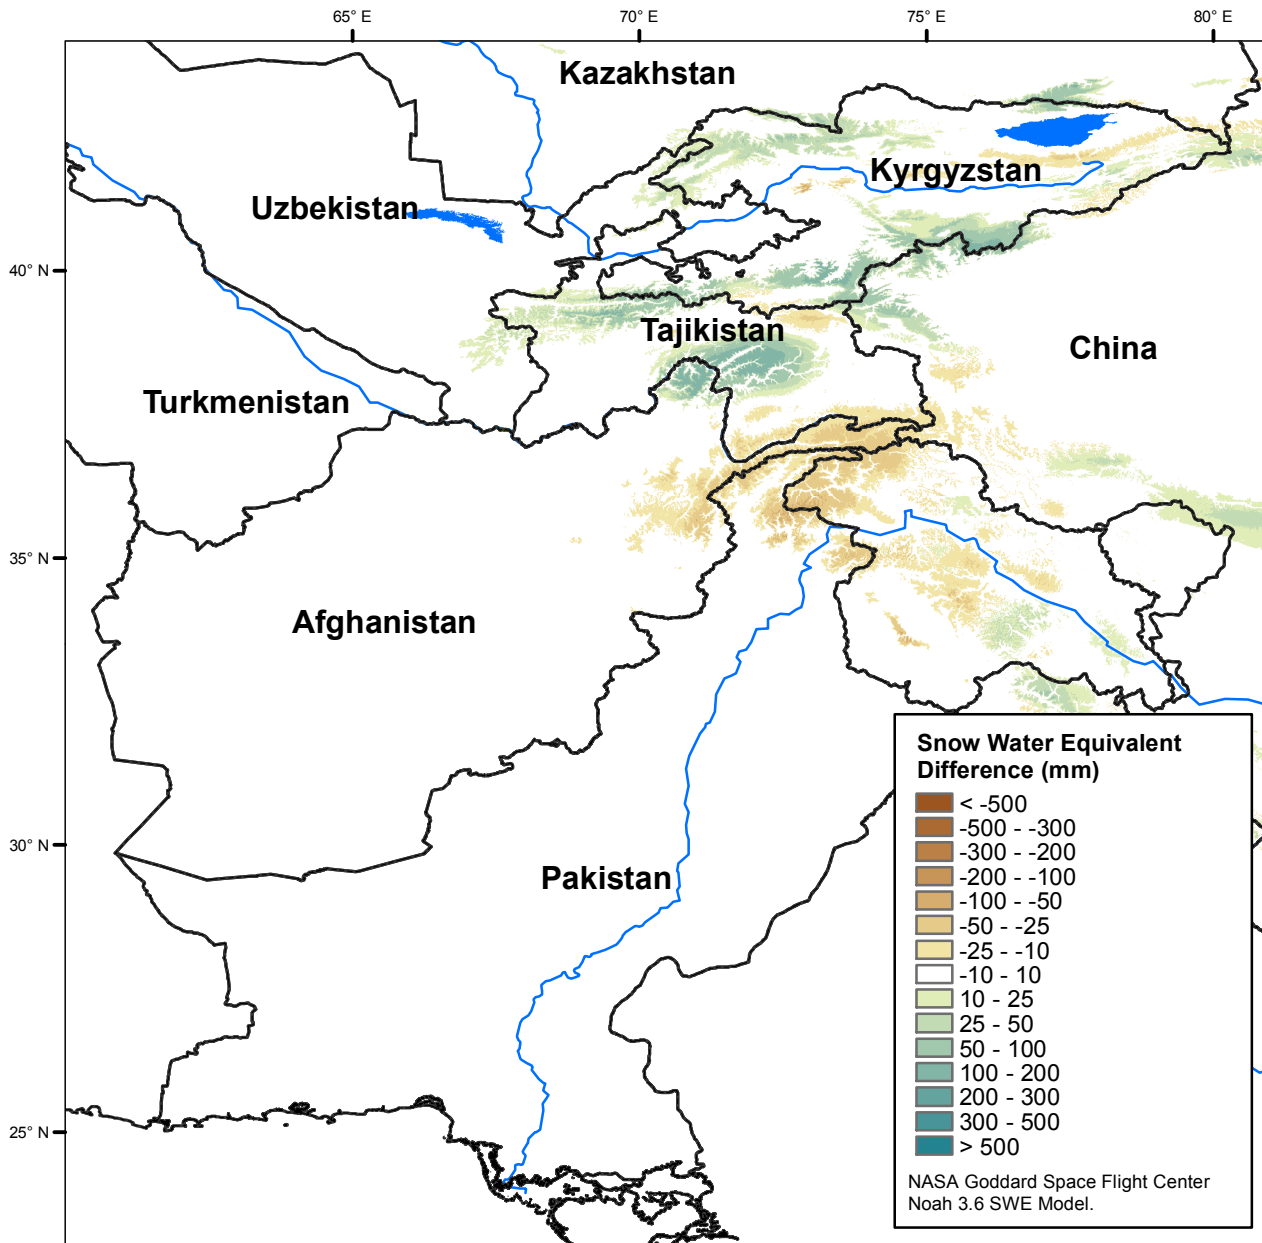 65° E
70° E
75° E
80° E
Kazakhstan
Kyrgyzstan
Uzbekistan
40° N
Tajikistan
China
Turkmenistan
35° N
Afghanistan
30° N
Pakistan
25° N
Snow Water Equivalent
Difference (mm)
< -500
-500 - -300
-300 - -200
-200 - -100
-100 - -50
-50 - -25
-25 - -10
-10 - 10
10 - 25
25 - 50
50 - 100
100 - 200
200 - 300
300 - 500
> 500
NASA Goddard Space Flight Center
Noah 3.6 SWE Model.